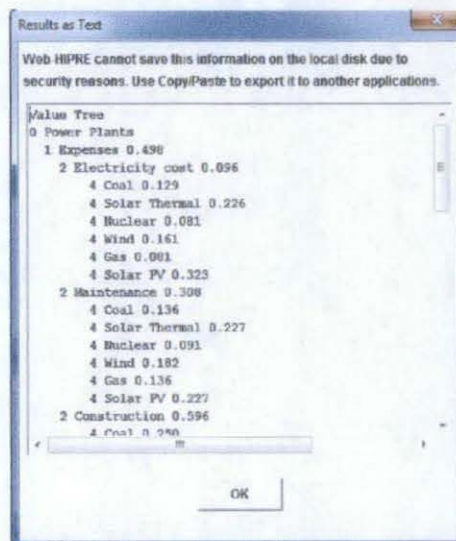 Results as Text
Web-HIPRE cannot save this information on the local disk due to
security reasons. Use Copy/Paste to export it to another applications.
Value Tree
0 Power Plants
1 Expenses 0.498
2 Electricity cost 0.096
4 Coal 0.129
4 Solar Thermal 0.226
4 Nuclear 0.081
4 Wind 0.161
4 Gas 0.081
4 Solar PV 0.323
2 Maintenance 0.308
4 Coal 0.136
4 Solar Thermal 0.227
4 Nuclear 0.091
4 Wind 0.182
4 Gas 0.136
4 Solar PV 0.227
2 Construction 0.596
4 Coal 0.250
OK